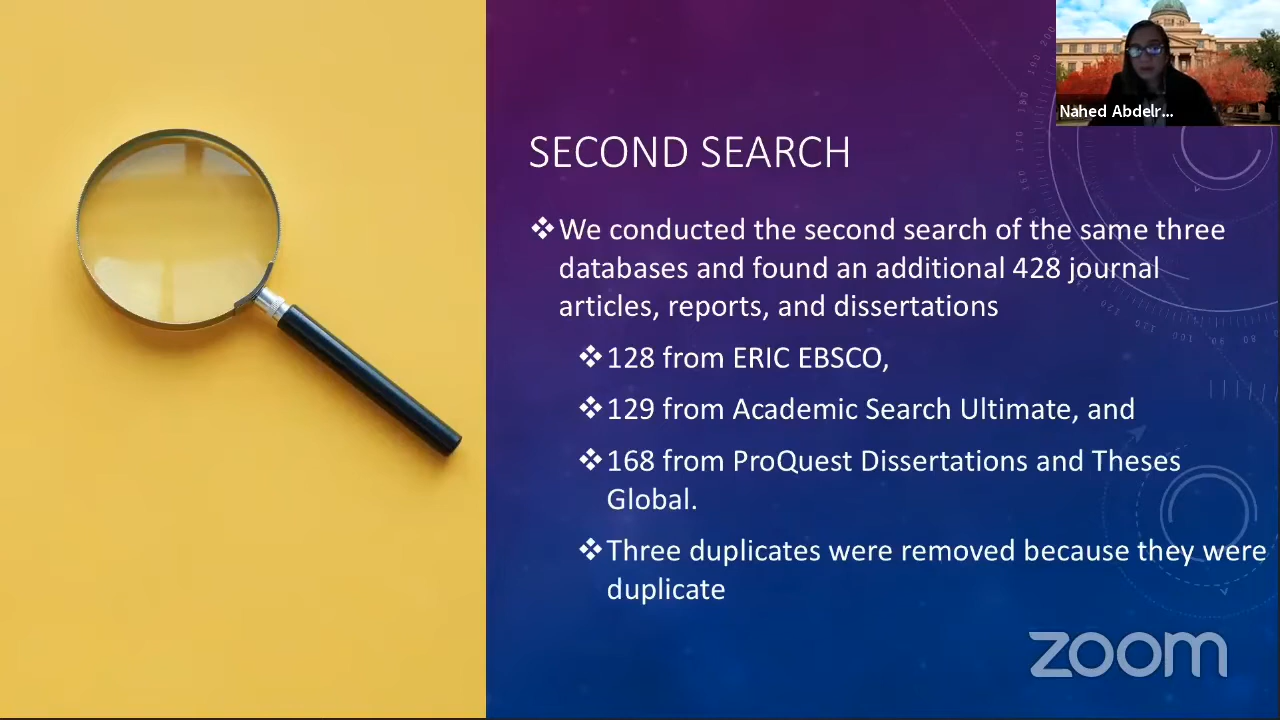 Nahed Abdelr...
SECOND SEARCH
❖We conducted the second search of the same three
databases and found an additional 428 journal
articles, reports, and dissertations
❖128 from ERIC EBSCO,
❖129 from Academic Search Ultimate, and
❖168 from ProQuest Dissertations and Theses
Global.
❖Three duplicates were removed because they were
duplicate
zoom